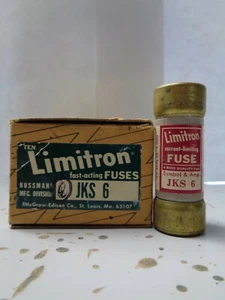 TEN
Limitron
fast-acting FUSES
BUSSMAN
MFG. DIVISION
JKS 6
McGraw-Edison Co., St. Louis, Mo. 63107
Limitron
current-limiting
FUSE
JKS 6